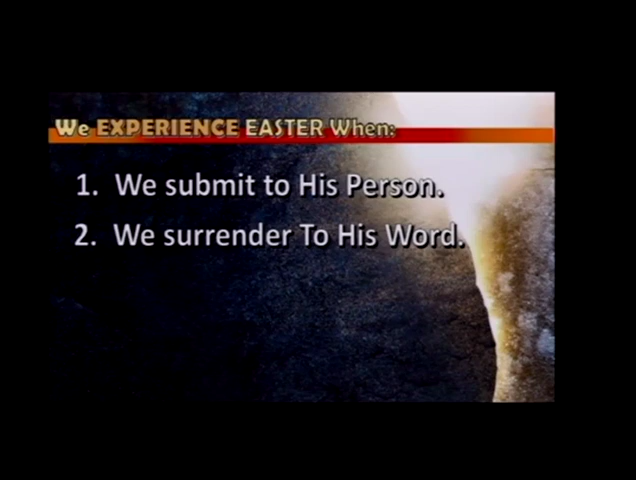 We EXPERIENCE EASTER When:
1. We submit to His Person.
2. We surrender To His Word.